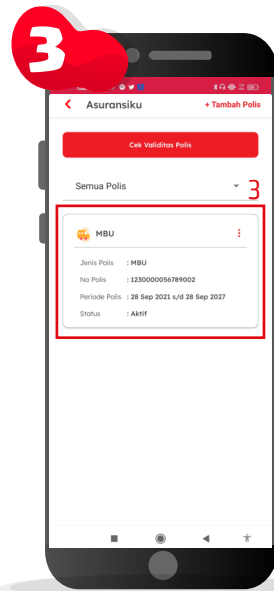 3
Asuransiku
+ Tambah Polis
Cek Validitas Polis
Semua Polis
3
MBU
Jenis Polis : MBU
No Polis : 1230000056789002
Periode Polis : 28 Sep 2021 s/d 28 Sep 2027
Status : Aktif